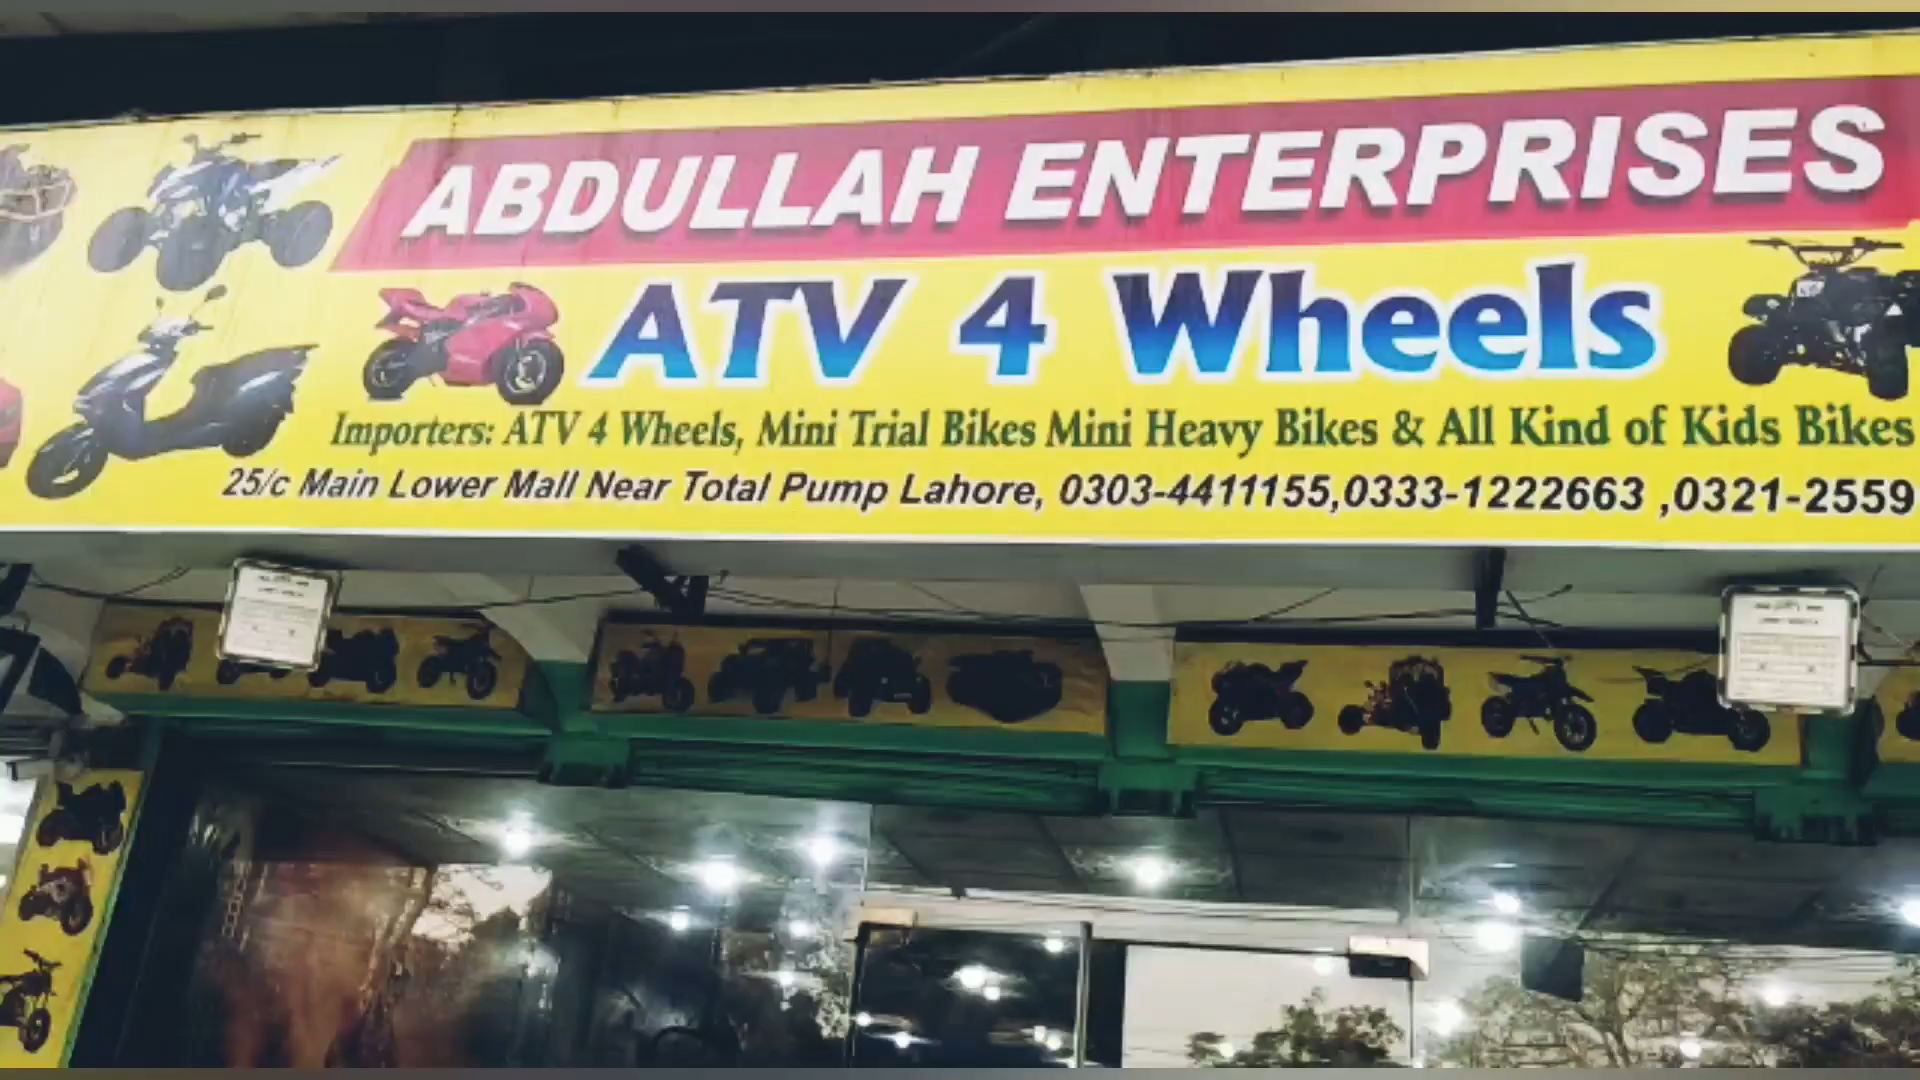 ABDULLAH ENTERPRISES
ATV 4 Wheels
Importers: ATV 4 Wheels, Mini Trial Bikes Mini Heavy Bikes & All Kind of Kids Bikes
25/c Main Lower Mall Near Total Pump Lahore, 0303-4411155,0333-1222663 ,0321-2559